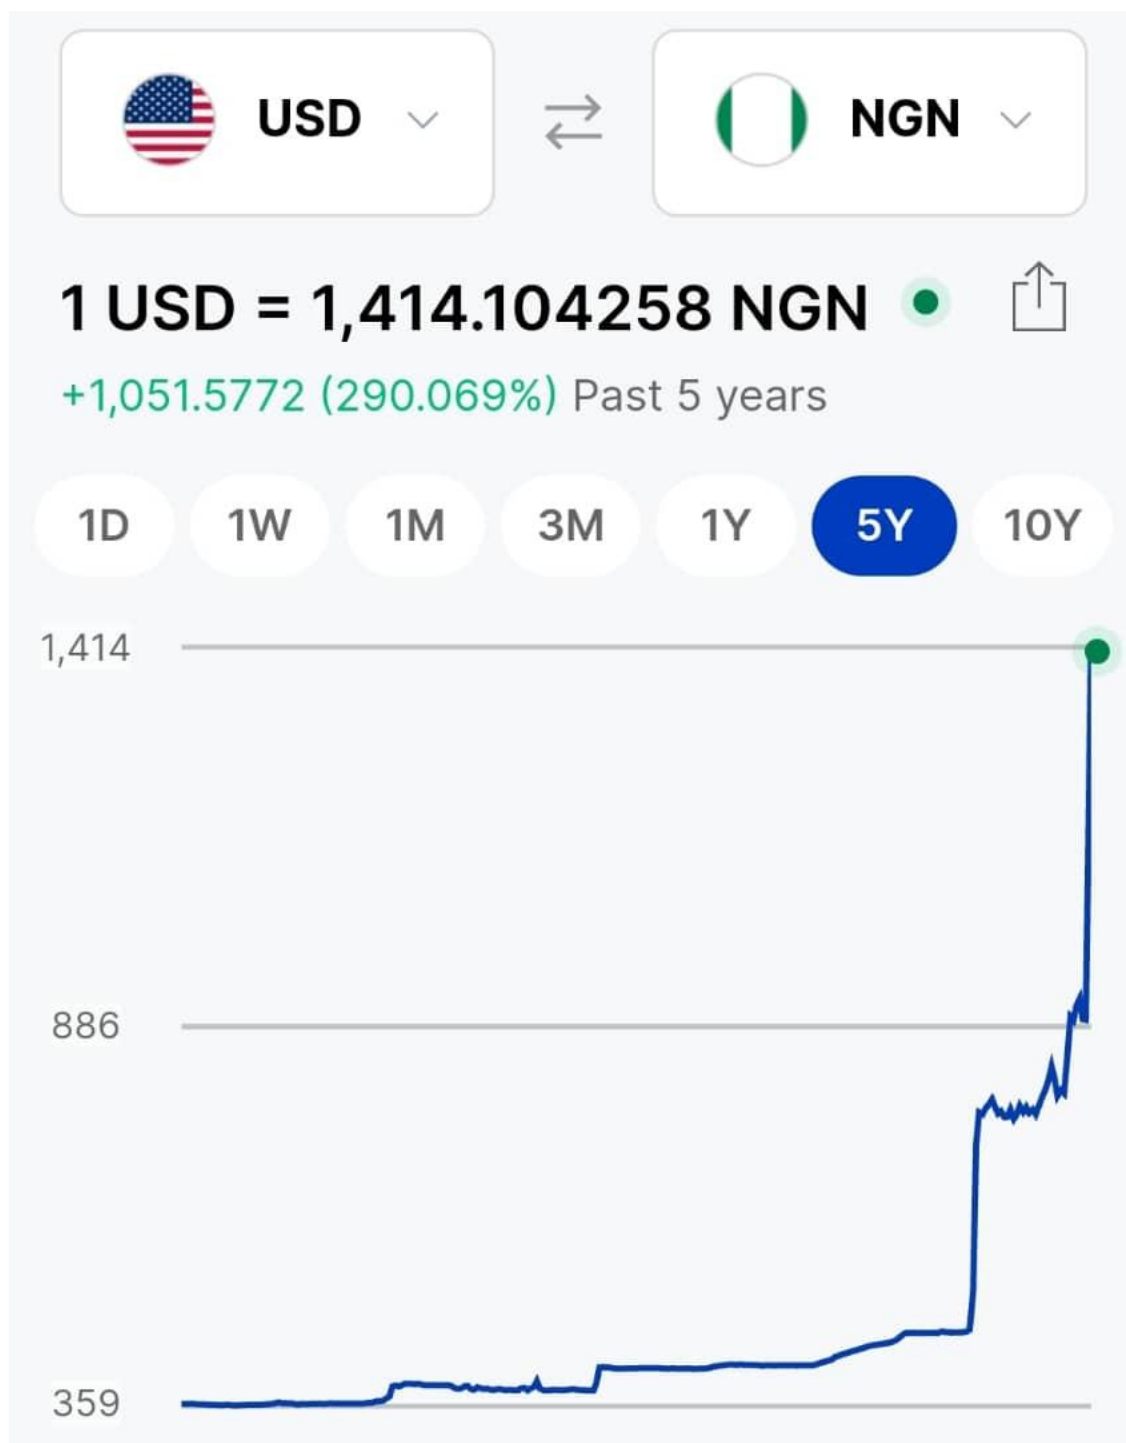 USD NGN
1 USD = 1,414.104258 NGN
+1,051.5772 (290.069%) Past 5 years
1D 1W 1M 3M 1Y 5Y 10Y
1,414
886
359